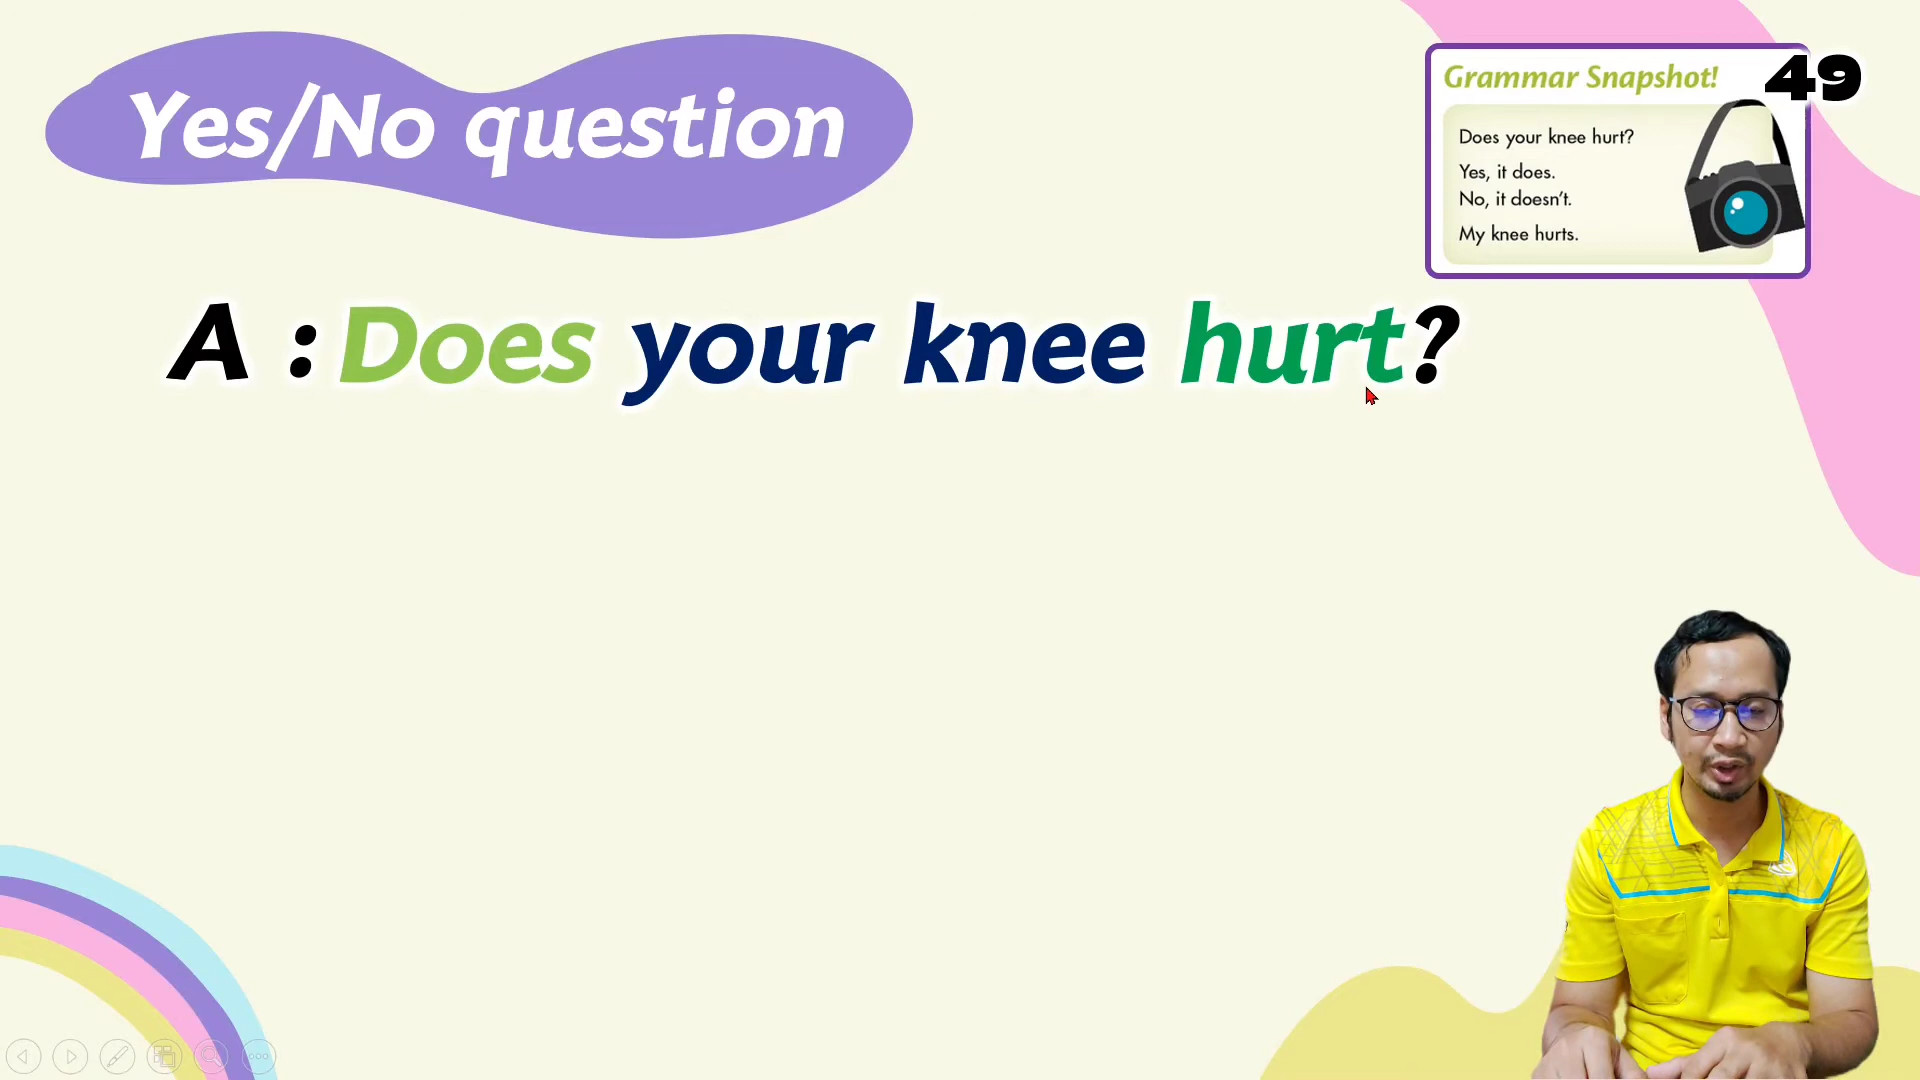 Yes/No question
Grammar Snapshot!
49
Does your knee hurt?
Yes, it does.
No, it doesn't.
My knee hurts.
A : Does your knee hurt?